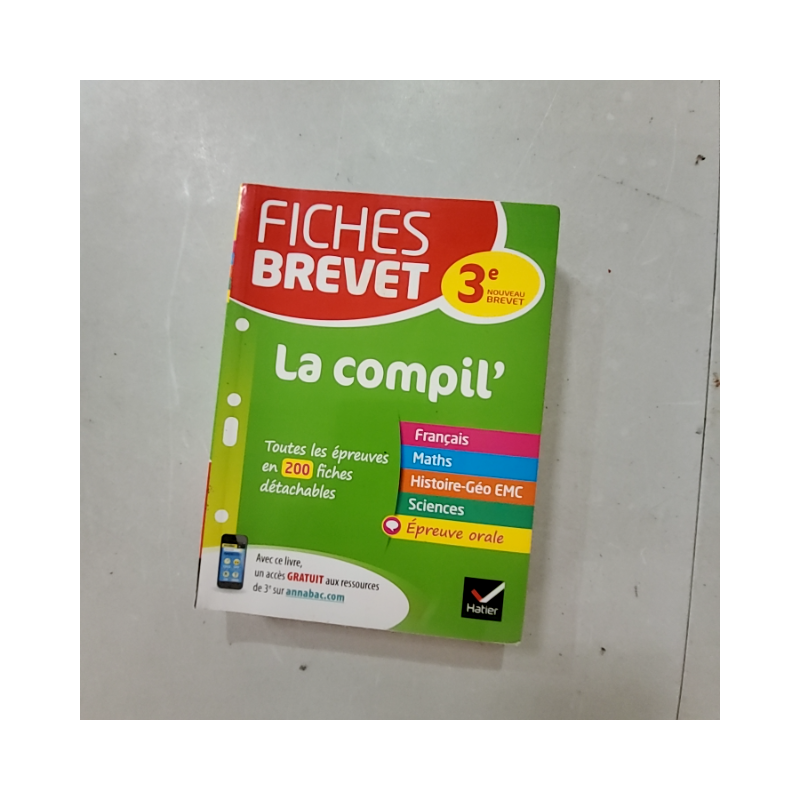 FICHES
BREVET
3e
NOUVEAU
BREVET
La compil'
Toutes les épreuves
en 200 fiches
détachables
Français
Maths
Histoire-Géo EMC
Sciences
Épreuve orale
Avec ce livre,
un accès GRATUIT aux ressources
de 3e sur annabac.com
Hatier